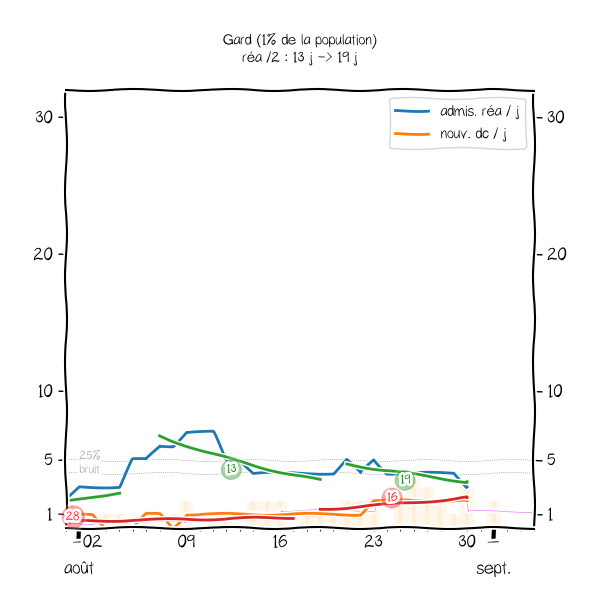 Gard (1% de la population)
réa /2 : 13 j -> 19 j
admis. réa / j
nouv. dc / j
30
30
20
20
10
10
25%
5
5
bruit
13
19
16
28
1
1
02
09
16
23
30
août
sept.